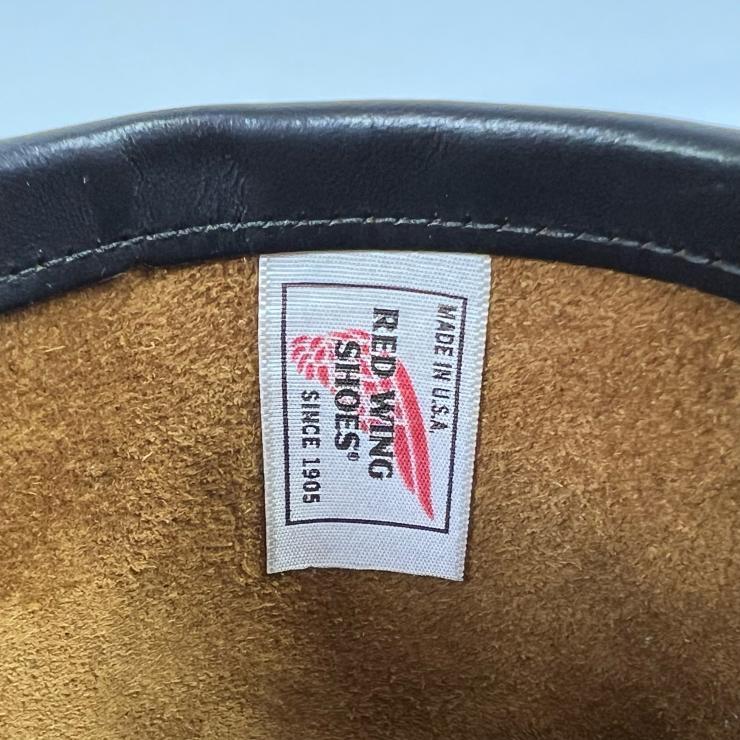 MADE IN U.S.A
RED WING
SHOES®
SINCE 1905